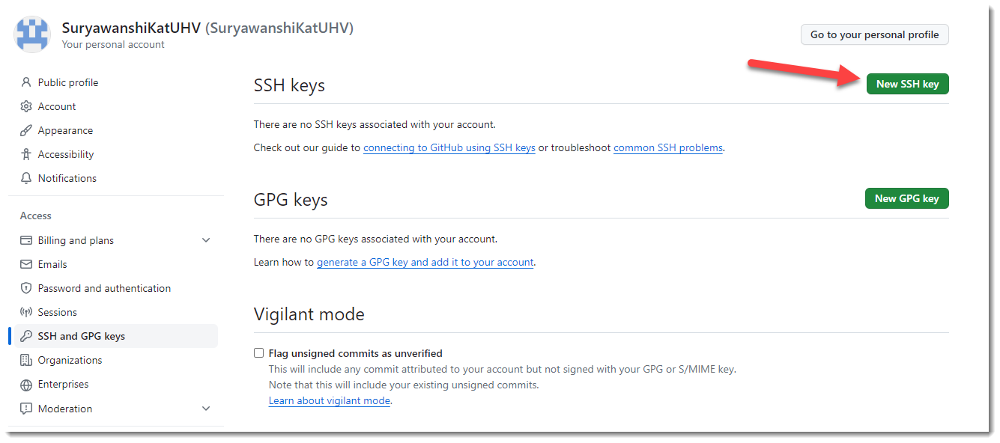 SuryawanshiKatUHV (SuryawanshiKatUHV)
Your personal account
Go to your personal profile
Public profile
Account
Appearance
Accessibility
Notifications
Access
Billing and plans
Emails
Password and authentication
Sessions
SSH and GPG keys
Organizations
Enterprises
Moderation
SSH keys
New SSH key
There are no SSH keys associated with your account.
Check out our guide to connecting to GitHub using SSH keys or troubleshoot common SSH problems.
GPG keys
New GPG key
There are no GPG keys associated with your account.
Learn how to generate a GPG key and add it to your account.
Vigilant mode
Flag unsigned commits as unverified
This will include any commit attributed to your account but not signed with your GPG or S/MIME key.
Note that this will include your existing unsigned commits.
Learn about vigilant mode.